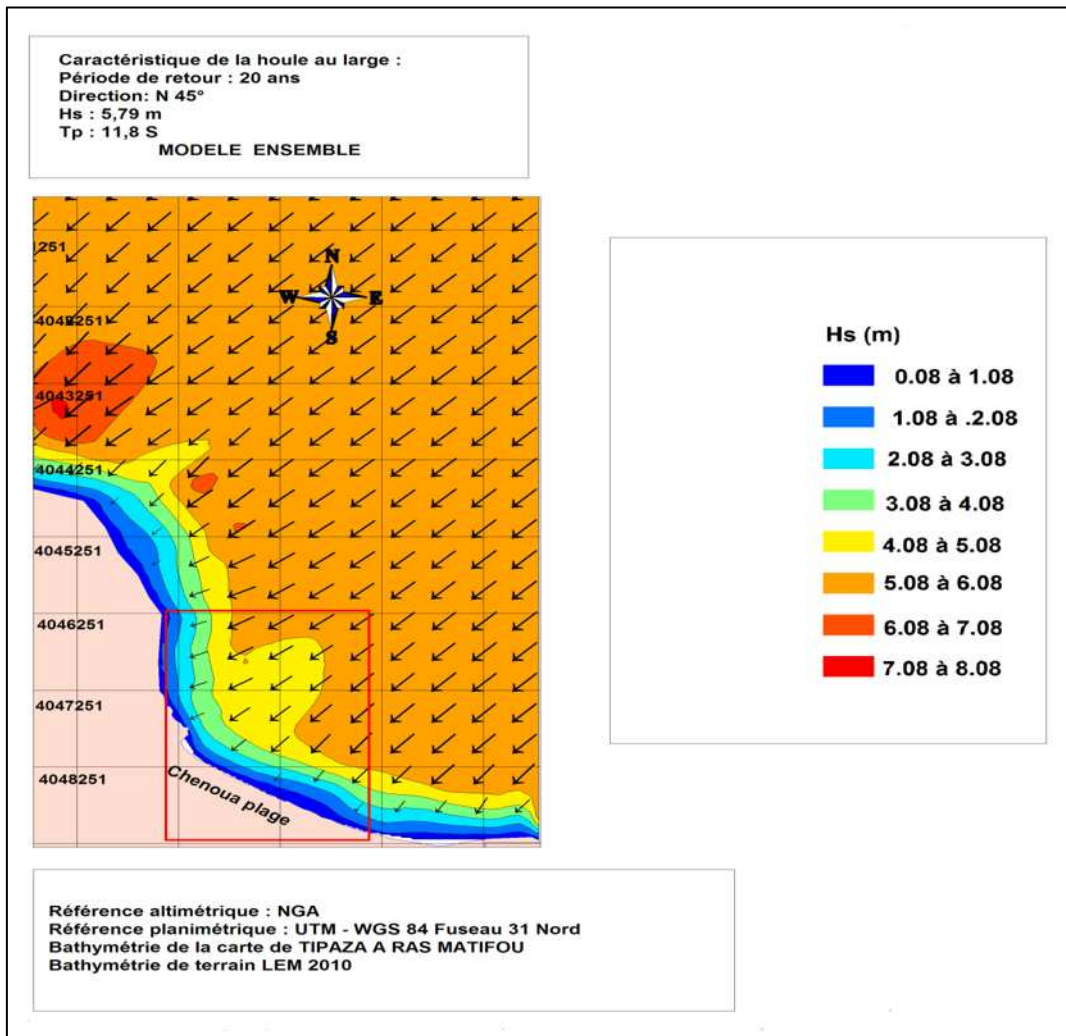 Caractéristique de la houle au large :
Période de retour : 20 ans
Direction: N 45°
Hs : 5,79 m
Tp : 11,8 S
MODELE ENSEMBLE
N
W E
S
251
4043251
4044251
4045251
4046251
4047251
4048251
Chenoua plage
Hs (m)
0.08 à 1.08
1.08 à .2.08
2.08 à 3.08
3.08 à 4.08
4.08 à 5.08
5.08 à 6.08
6.08 à 7.08
7.08 à 8.08
Référence altimétrique : NGA
Référence planimétrique : UTM - WGS 84 Fuseau 31 Nord
Bathymétrie de la carte de TIPAZA A RAS MATIFOU
Bathymétrie de terrain LEM 2010